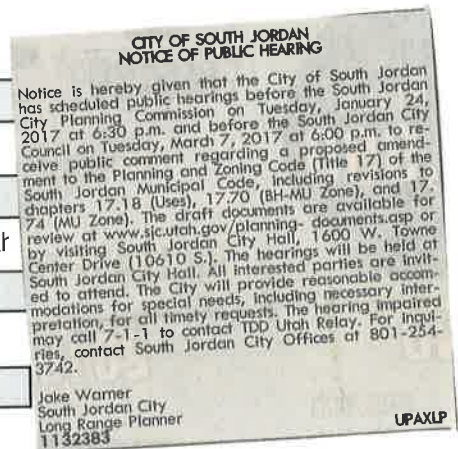 CITY OF SOUTH JORDAN
NOTICE OF PUBLIC HEARING
Notice is hereby given that the City of South Jordan
has scheduled public hearings before the South Jordan
City Planning Commission on Tuesday, January 24,
2017 at 6:30 p.m. and before the South Jordan City
Council on Tuesday, March 7, 2017 at 6:00 p.m. to re-
ceive public comment regarding a proposed amend-
ment to the Planning and Zoning Code (Title 17) of the
South Jordan Municipal Code, including revisions to
chapters 17.18 (Uses), 17.70 (BH-MU Zone), and 17.
74 (MU Zone). The draft documents are available for
review at www.sjc.utah.gov/planning- documents.asp or
by visiting South Jordan City Hall, 1600 W. Towne
Center Drive (10610 S.). The hearings will be held at
South Jordan City Hall. All interested parties are invit-
ed to attend. The City will provide reasonable accom-
modations for special needs, including necessary inter-
pretation, for all timely requests. The hearing impaired
may call 7-1-1 to contact TDD Utah Relay. For inqui-
ries, contact South Jordan City Offices at 801-254-
3742.
Jake Warner
South Jordan City
Long Range Planner
1132383
UPAXLP